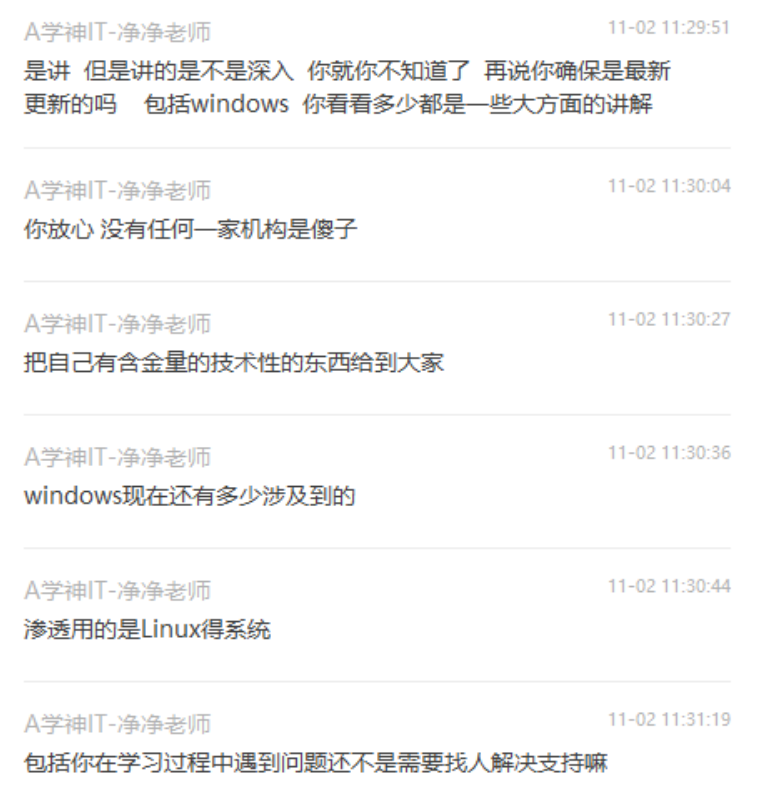 A学神IT-净净老师 11-02 11:29:51
是讲 但是讲的是不是深入 你就你不知道了 再说你确保是最新
更新的吗 包括windows 你看看多少都是一些大方面的讲解
A学神IT-净净老师 11-02 11:30:04
你放心 没有任何一家机构是傻子
A学神IT-净净老师 11-02 11:30:27
把自己有含金量的技术性的东西给到大家
A学神IT-净净老师 11-02 11:30:36
windows现在还有多少涉及到的
A学神IT-净净老师 11-02 11:30:44
渗透用的是Linux得系统
A学神IT-净净老师 11-02 11:31:19
包括你在学习过程中遇到问题还不是需要找人解决支持嘛